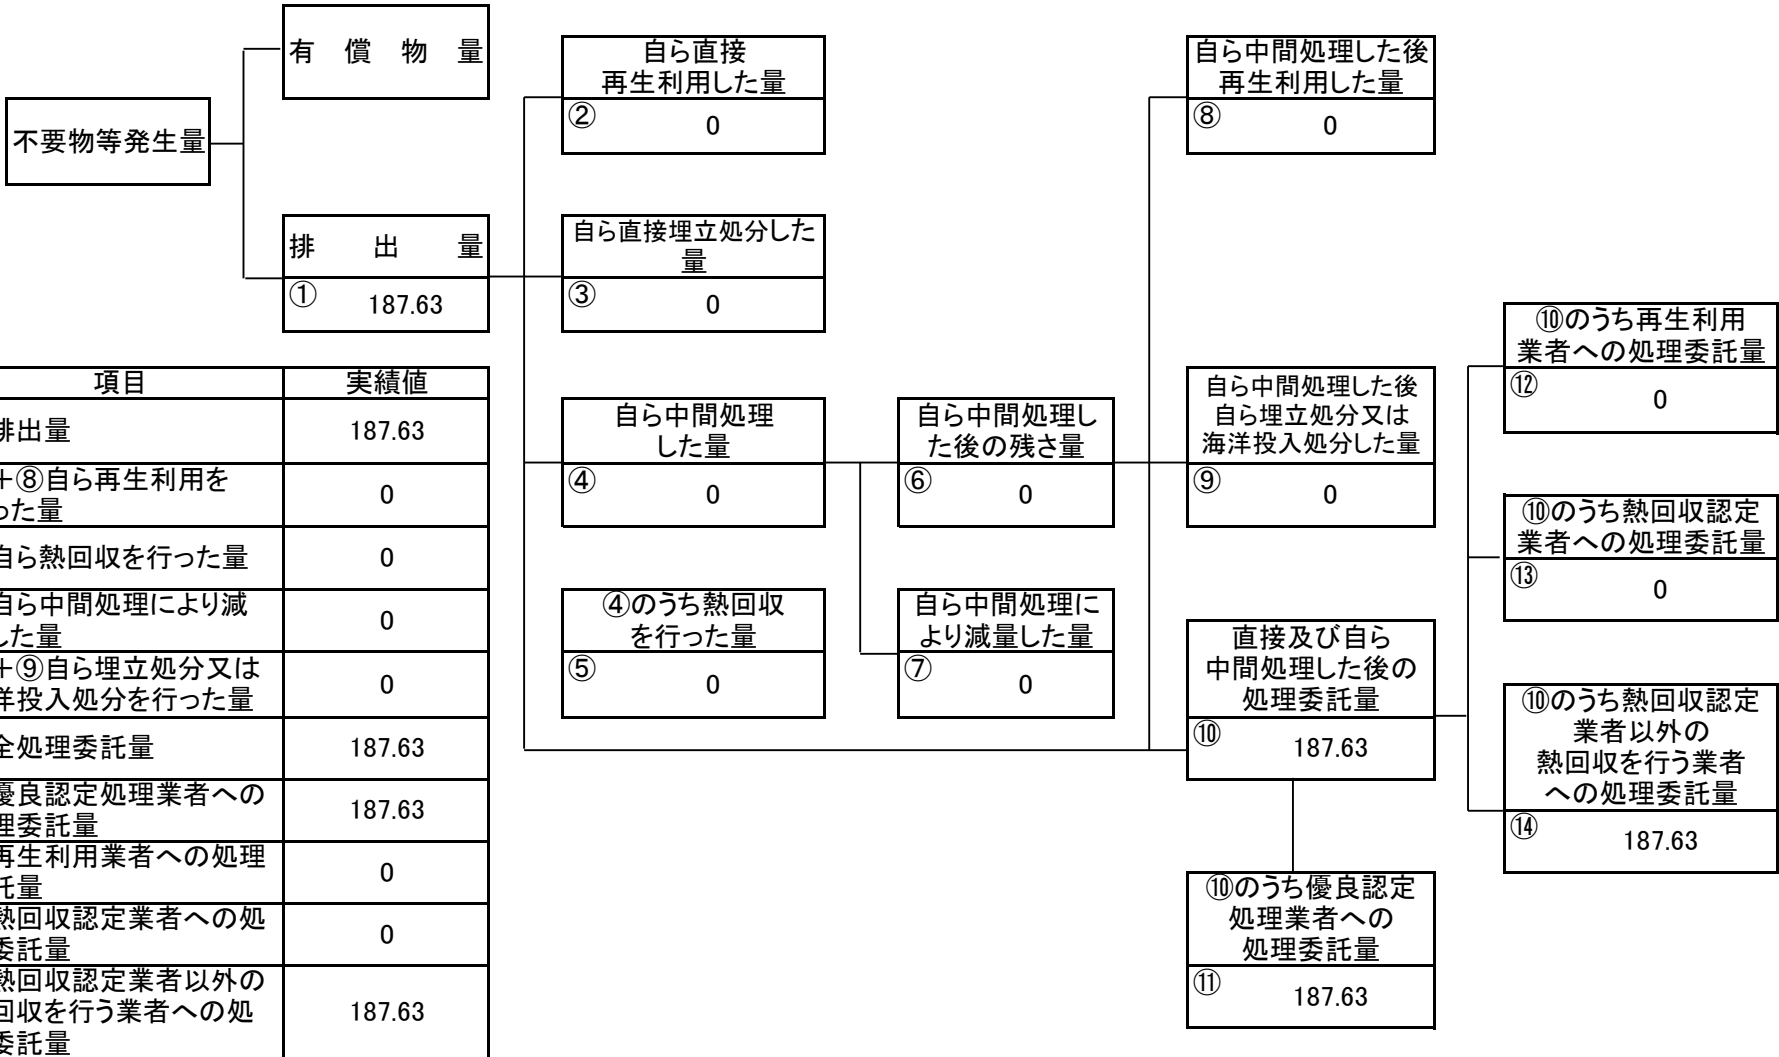 有償物量
不要物等発生量
排出量
①
187.63
自ら直接
再生利用した量
②
0
自ら直接埋立処分した
量
③
0
自ら中間処理
した量
④
0
④のうち熱回収
を行った量
⑤
0
自ら中間処理し
た後の残さ量
⑥
0
自ら中間処理に
より減量した量
⑦
0
自ら中間処理した後
再生利用した量
⑧
0
自ら中間処理した後
自ら埋立処分又は
海洋投入処分した量
⑨
0
直接及び自ら
中間処理した後の
処理委託量
⑩
187.63
⑩のうち優良認定
処理業者への
処理委託量
⑪
187.63
⑩のうち再生利用
業者への処理委託量
⑫
0
⑩のうち熱回収認定
業者への処理委託量
⑬
0
⑩のうち熱回収認定
業者以外の
熱回収を行う業者
への処理委託量
⑭
187.63
項目
実績値
排出量
187.63
+⑧自ら再生利用を
った量
0
自ら熱回収を行った量
0
自ら中間処理により減
した量
0
+⑨自ら埋立処分又は
洋投入処分を行った量
0
全処理委託量
187.63
優良認定処理業者への
理委託量
187.63
再生利用業者への処理
託量
0
熱回収認定業者への処
委託量
0
熱回収認定業者以外の
回収を行う業者への処
委託量
187.63